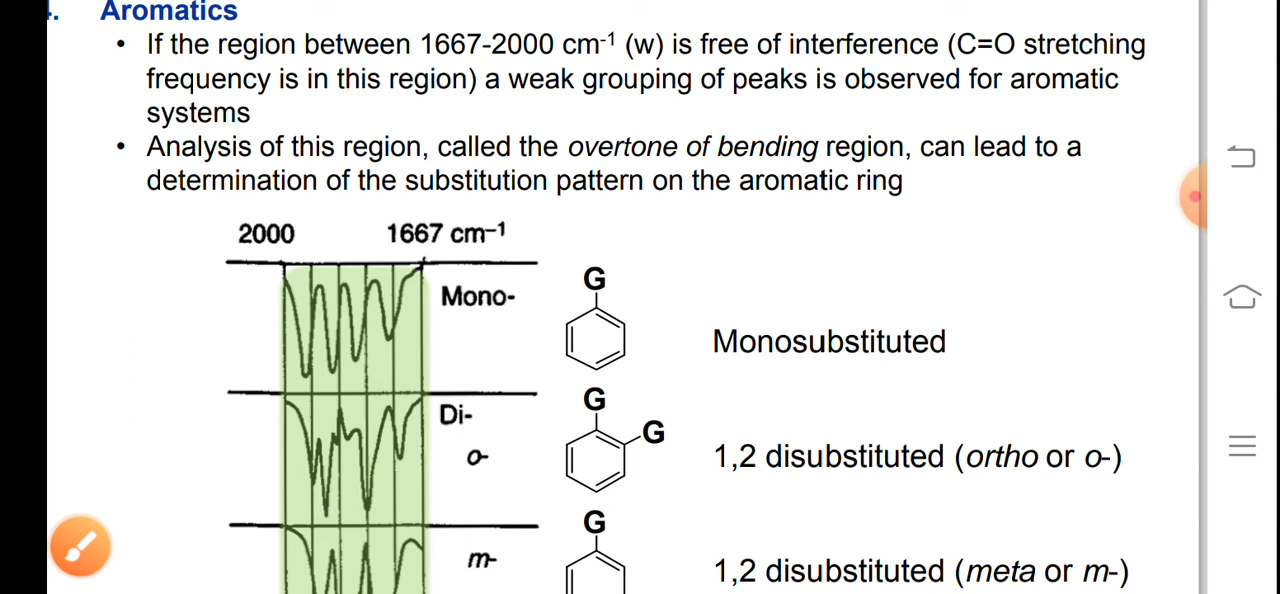 Aromatics
• If the region between 1667-2000 cm-1 (w) is free of interference (C=O stretching
frequency is in this region) a weak grouping of peaks is observed for aromatic
systems
• Analysis of this region, called the overtone of bending region, can lead to a
determination of the substitution pattern on the aromatic ring
2000 1667 cm-1
G
Mono-
Monosubstituted
G
Di-
G
o-
1,2 disubstituted (ortho or o-)
G
m-
1,2 disubstituted (meta or m-)